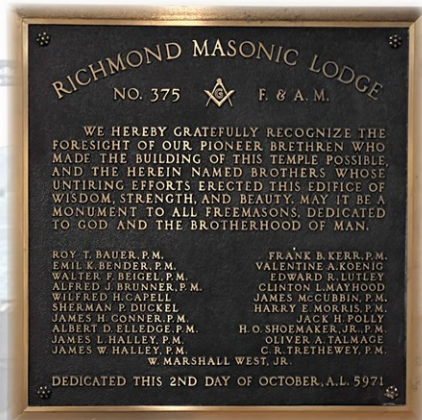 RICHMOND MASONIC LODGE
NO. 375 G F. & A. M.
WE HEREBY GRATEFULLY RECOGNIZE THE
FORESIGHT OF OUR PIONEER BRETHREN WHO
MADE THE BUILDING OF THIS TEMPLE POSSIBLE,
AND THE HEREIN NAMED BROTHERS WHOSE
UNTIRING EFFORTS ERECTED THIS EDIFICE OF
WISDOM, STRENGTH, AND BEAUTY. MAY IT BE A
MONUMENT TO ALL FREEMASONS, DEDICATED
TO GOD AND THE BROTHERHOOD OF MAN.
ROY T. BAUER, P.M.
EMIL K. BENDER, P.M.
WALTER F. BEIGEL, P.M.
ALFRED J. BRUNNER, P.M.
WILFRED H. CAPELL
SHERMAN P. DUCKEL
JAMES H. CONNER, P.M.
ALBERT D. ELLEDGE, P.M.
JAMES L. HALLEY, P.M.
JAMES W. HALLEY, P.M.
FRANK B. KERR, P.M.
VALENTINE A. KOENIG
EDWARD R. LUTLEY
CLINTON L. MAYHOOD
JAMES McCUBBIN, P.M.
HARRY E. MORRIS, P.M.
JACK H. POLLY
H. O. SHOEMAKER, JR., P.M.
OLIVER A. TALMAGE
C. R. TRETHEWEY, P.M.
W. MARSHALL WEST, JR.
DEDICATED THIS 2ND DAY OF OCTOBER, A.L. 5971